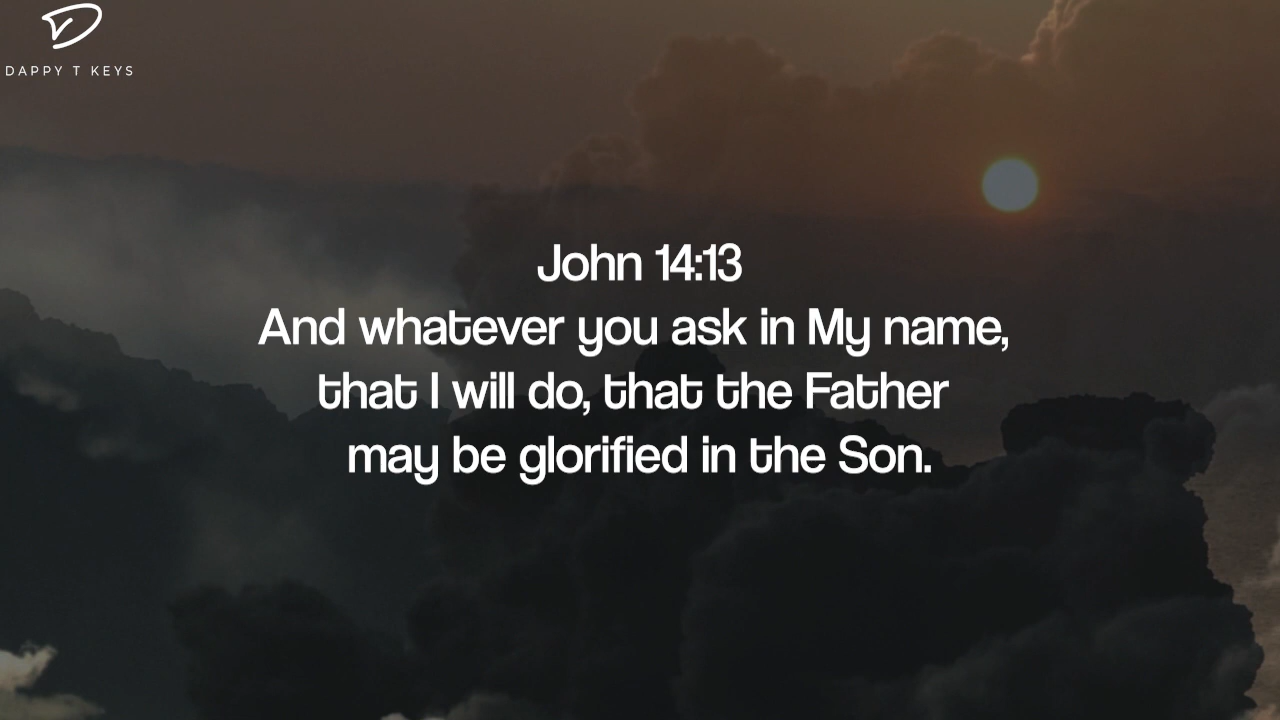 DAPPY T KEYS
John 14:13
And whatever you ask in My name,
that I will do, that the Father
may be glorified in the Son.